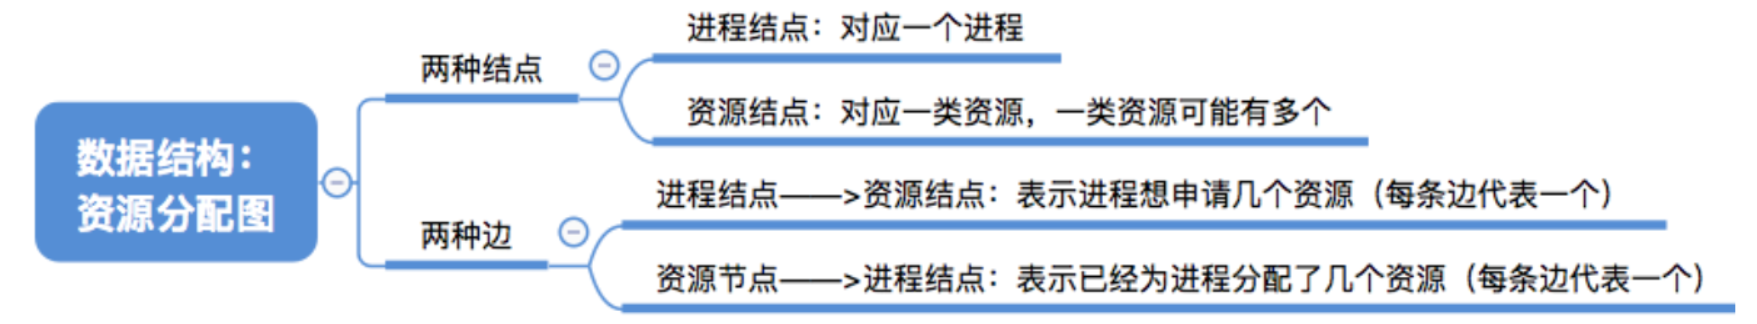 数据结构：
资源分配图
两种结点
进程结点：对应一个进程
资源结点：对应一类资源，一类资源可能有多个
两种边
进程结点——>资源结点：表示进程想申请几个资源（每条边代表一个）
资源节点——>进程结点：表示已经为进程分配了几个资源（每条边代表一个）